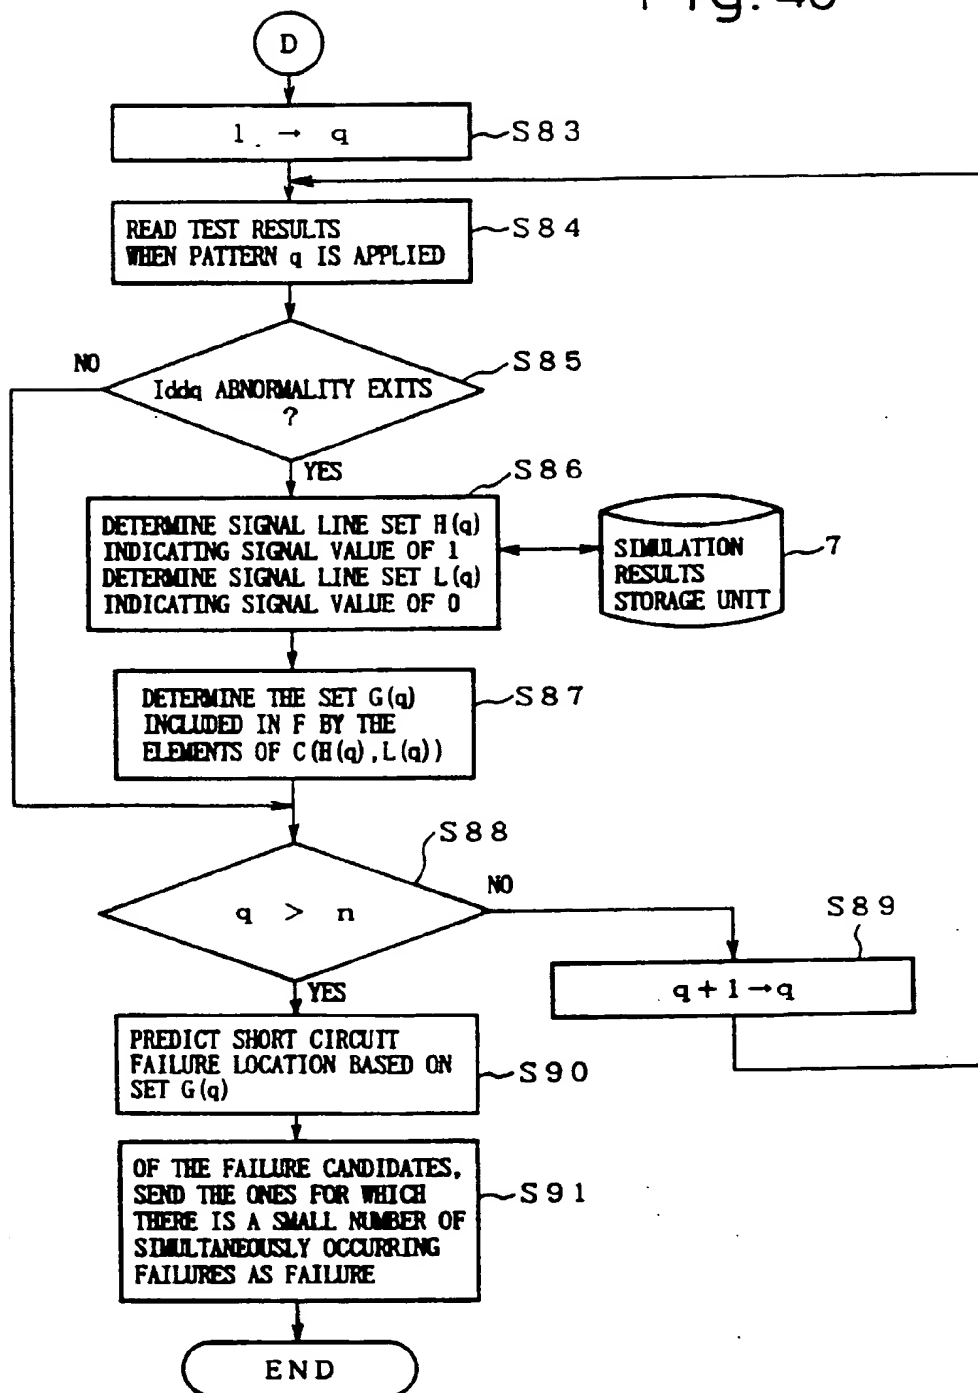 Fig. 48
D
1 → q
S83
READ TEST RESULTS
WHEN PATTERN q IS APPLIED
S84
NO
Iddq ABNORMALITY EXITS
?
S85
YES
S86
DETERMINE SIGNAL LINE SET H(q)
INDICATING SIGNAL VALUE OF 1
DETERMINE SIGNAL LINE SET L(q)
INDICATING SIGNAL VALUE OF 0
SIMULATION
RESULTS
STORAGE UNIT
7
DETERMINE THE SET G(q)
INCLUDED IN F BY THE
ELEMENTS OF C(H(q),L(q))
S87
S88
q > n
NO
S89
q+1→q
YES
PREDICT SHORT CIRCUIT
FAILURE LOCATION BASED ON
SET G(q)
S90
OF THE FAILURE CANDIDATES,
SEND THE ONES FOR WHICH
THERE IS A SMALL NUMBER OF
SIMULTANEOUSLY OCCURRING
FAILURES AS FAILURE
S91
END